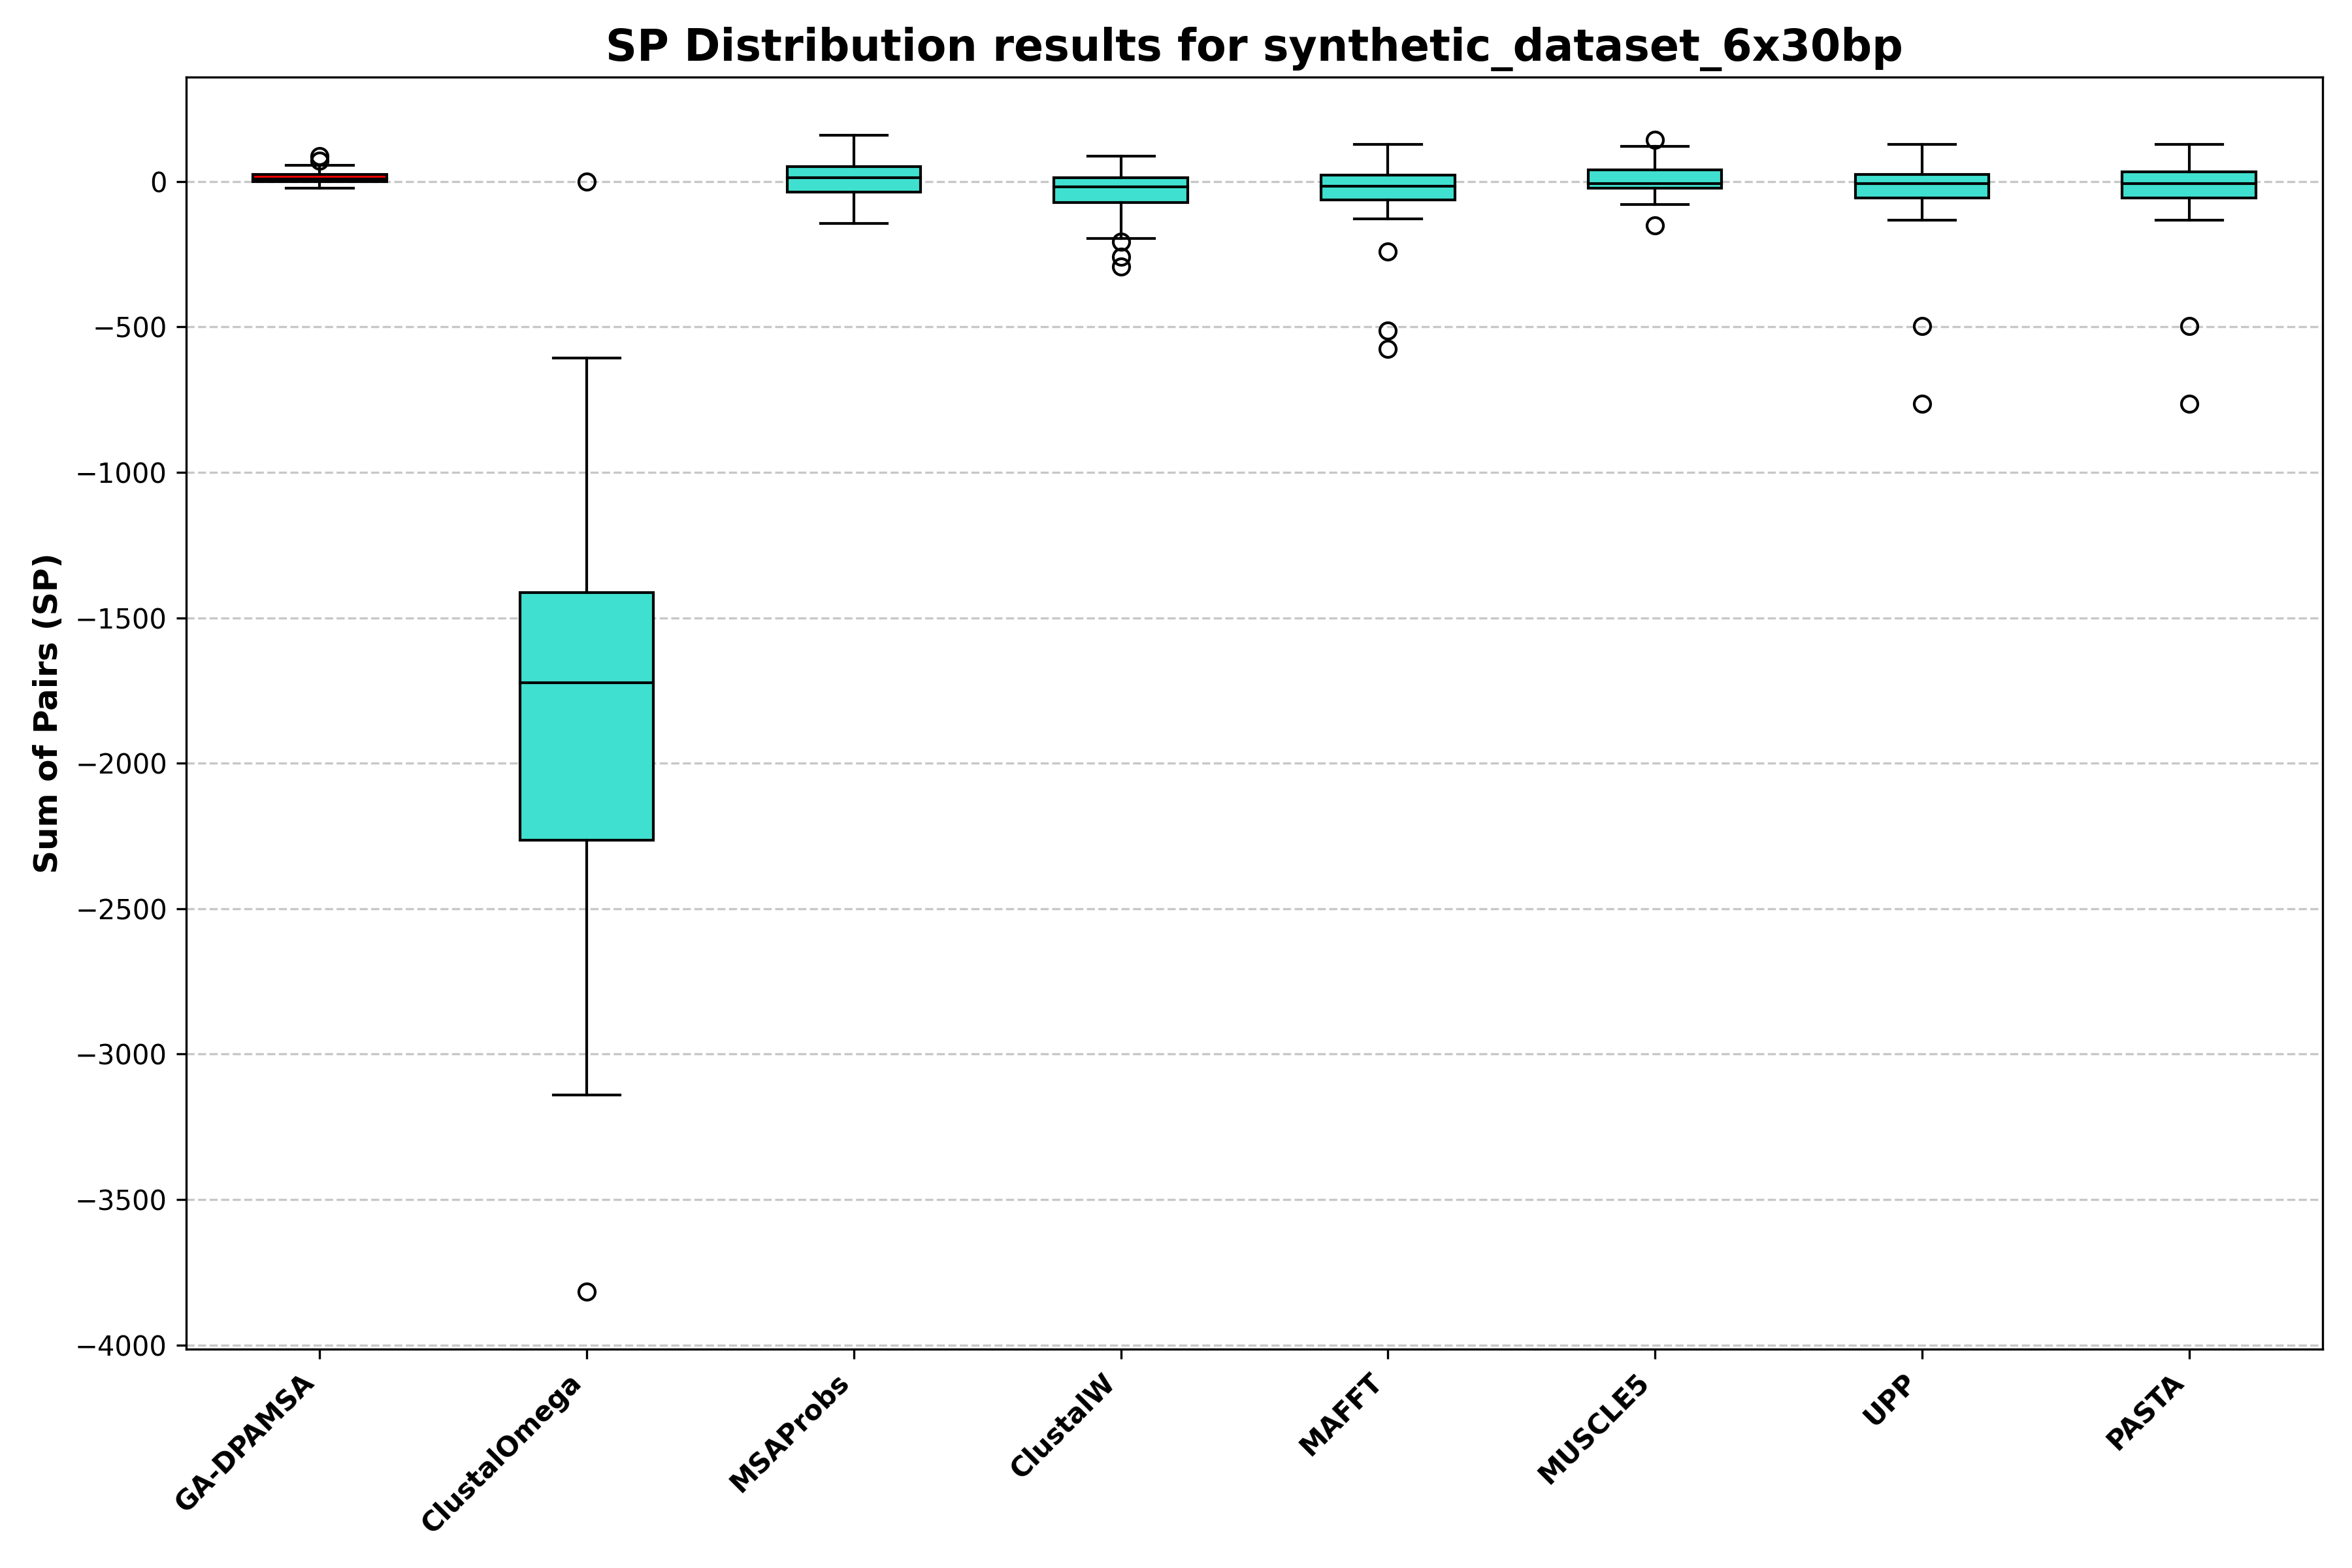 SP Distribution results for synthetic_dataset_6x30bp
Sum of Pairs (SP)
0
−500
−1000
−1500
−2000
−2500
−3000
−3500
−4000
GA-DPAMSA
ClustalOmega
MSAProbs
ClustalW
MAFFT
MUSCLE5
UPP
PASTA